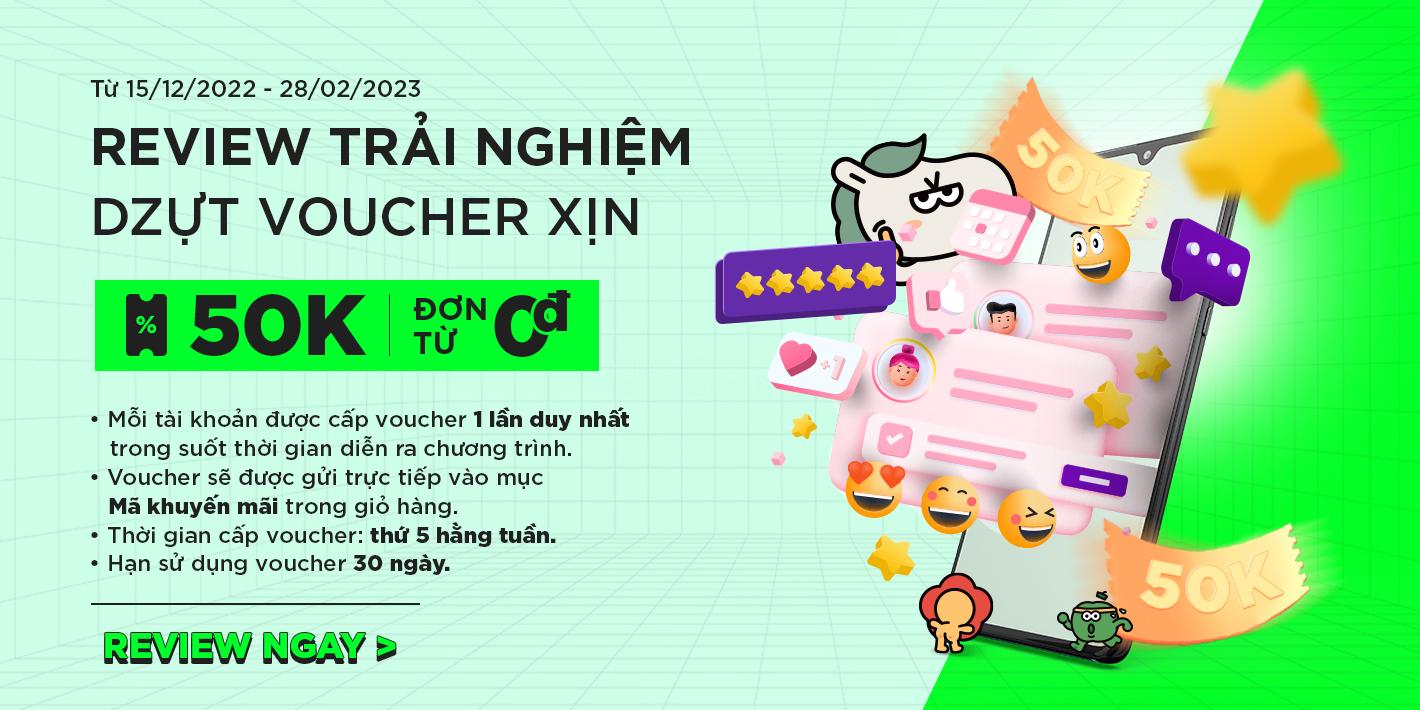 Từ 15/12/2022 - 28/02/2023
REVIEW TRẢI NGHIỆM
DZỰT VOUCHER XỊN
% 50K ĐƠN TỪ 0đ
• Mỗi tài khoản được cấp voucher 1 lần duy nhất
trong suốt thời gian diễn ra chương trình.
• Voucher sẽ được gửi trực tiếp vào mục
Mã khuyến mãi trong giỏ hàng.
• Thời gian cấp voucher: thứ 5 hằng tuần.
• Hạn sử dụng voucher 30 ngày.
REVIEW NGAY >
50K
+1
50K